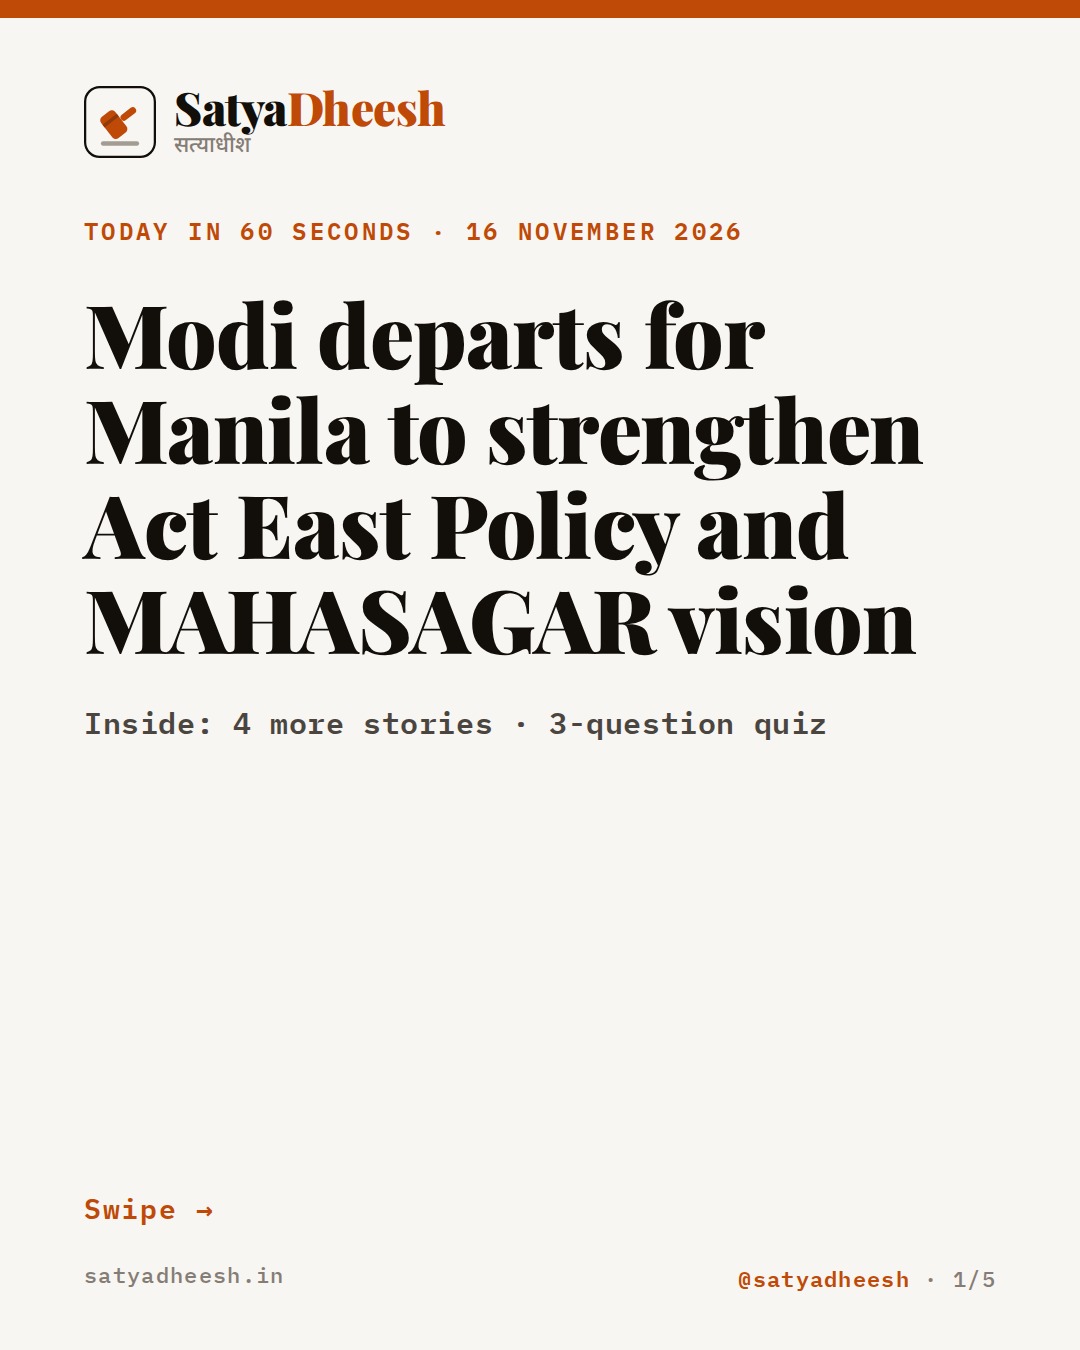 SatyaDheesh
सत्याधीश
TODAY IN 60 SECONDS · 16 NOVEMBER 2026
Modi departs for
Manila to strengthen
Act East Policy and
MAHASAGAR vision
Inside: 4 more stories · 3-question quiz
Swipe →
satyadheesh.in
@satyadheesh · 1/5